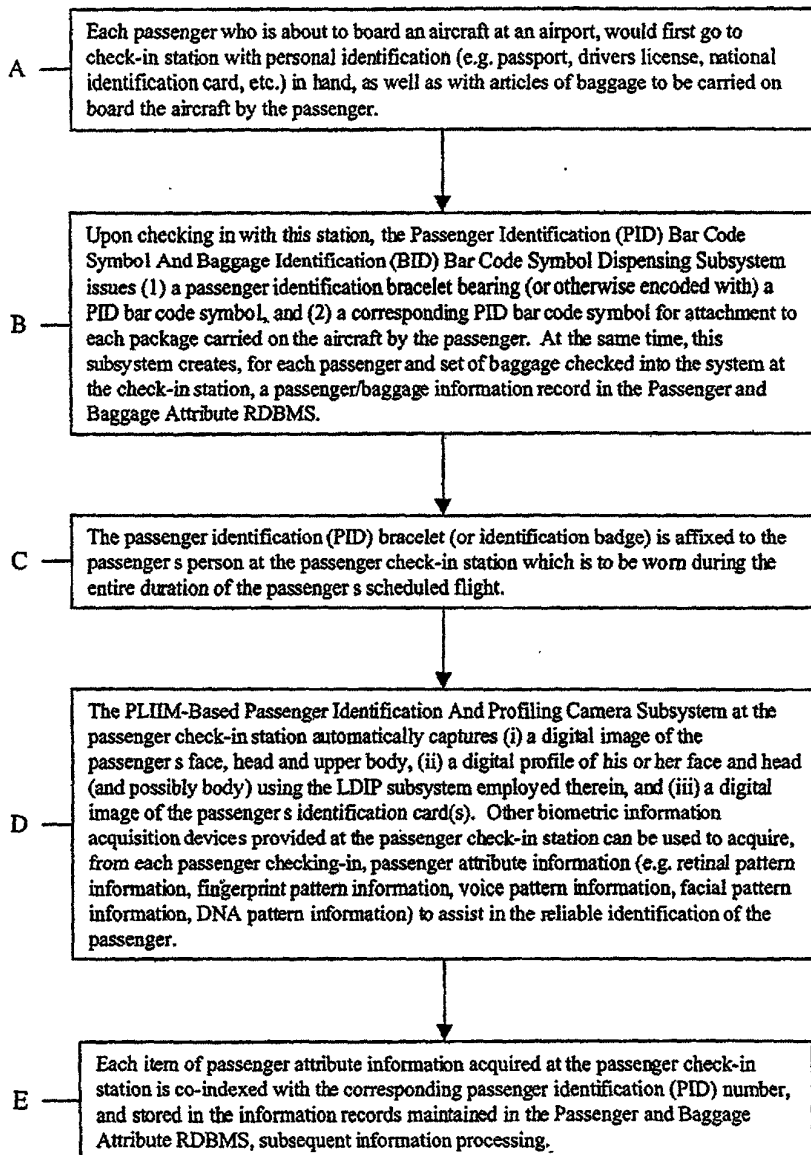 Each passenger who is about to board an aircraft at an airport, would first go to
check-in station with personal identification (e.g. passport, drivers license, national
identification card, etc.) in hand, as well as with articles of baggage to be carried on
board the aircraft by the passenger.
A
Upon checking in with this station, the Passenger Identification (PID) Bar Code
Symbol And Baggage Identification (BID) Bar Code Symbol Dispensing Subsystem
issues (1) a passenger identification bracelet bearing (or otherwise encoded with) a
PID bar code symbol, and (2) a corresponding PID bar code symbol for attachment to
each package carried on the aircraft by the passenger. At the same time, this
subsystem creates, for each passenger and set of baggage checked into the system at
the check-in station, a passenger/baggage information record in the Passenger and
Baggage Attribute RDBMS.
B
The passenger identification (PID) bracelet (or identification badge) is affixed to the
passenger s person at the passenger check-in station which is to be worn during the
entire duration of the passenger s scheduled flight.
C
The PLIIM-Based Passenger Identification And Profiling Camera Subsystem at the
passenger check-in station automatically captures (i) a digital image of the
passenger s face, head and upper body, (ii) a digital profile of his or her face and head
(and possibly body) using the LDIP subsystem employed therein, and (iii) a digital
image of the passenger s identification card(s). Other biometric information
acquisition devices provided at the passenger check-in station can be used to acquire,
from each passenger checking-in, passenger attribute information (e.g. retinal pattern
information, fingerprint pattern information, voice pattern information, facial pattern
information, DNA pattern information) to assist in the reliable identification of the
passenger.
D
Each item of passenger attribute information acquired at the passenger check-in
station is co-indexed with the corresponding passenger identification (PID) number,
and stored in the information records maintained in the Passenger and Baggage
Attribute RDBMS, subsequent information processing.
E